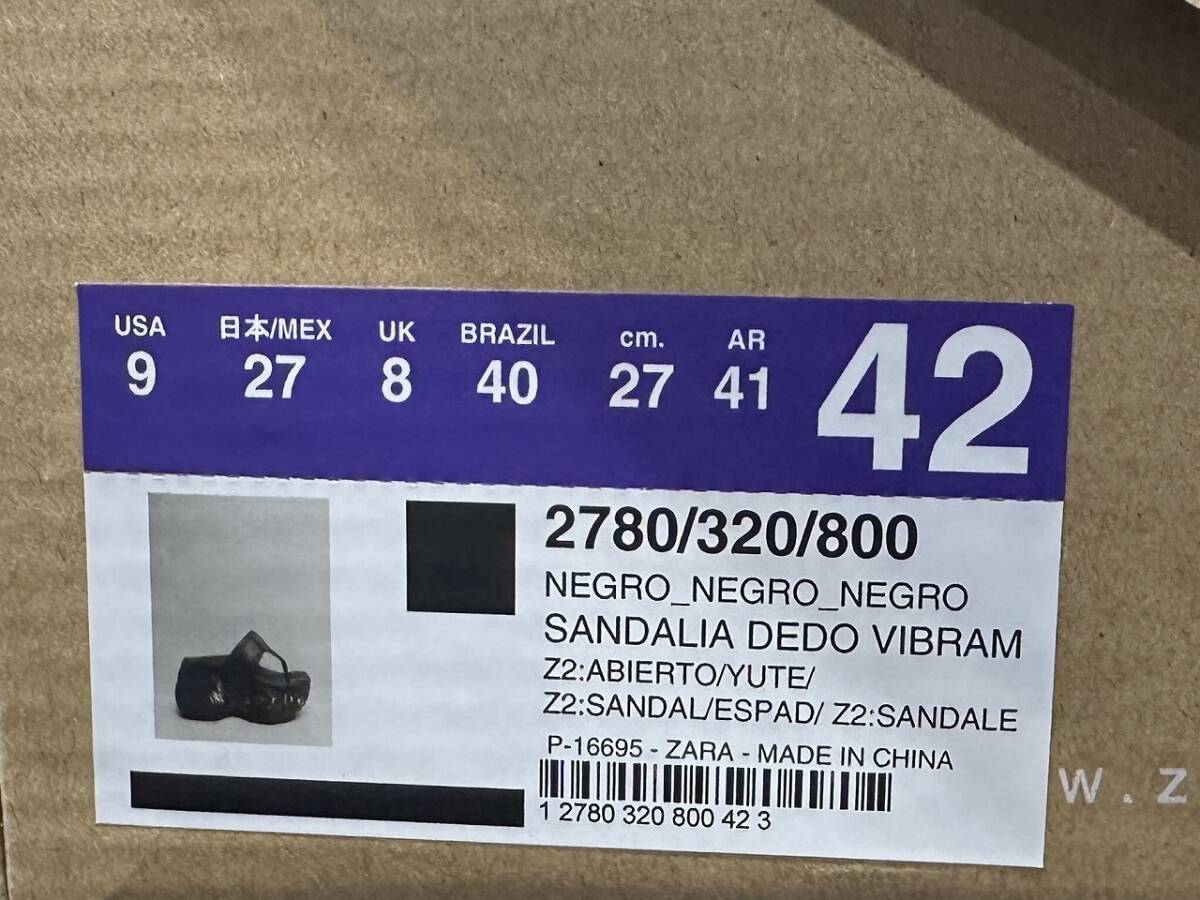 USA 日本/MEX UK BRAZIL cm. AR
9 27 8 40 27 41 42
2780/320/800
NEGRO_NEGRO_NEGRO
SANDALIA DEDO VIBRAM
Z2:ABIERTO/YUTE/
Z2:SANDAL/ESPAD/ Z2:SANDALE
P-16695 - ZARA - MADE IN CHINA
1 2780 320 800 42 3
W . Z